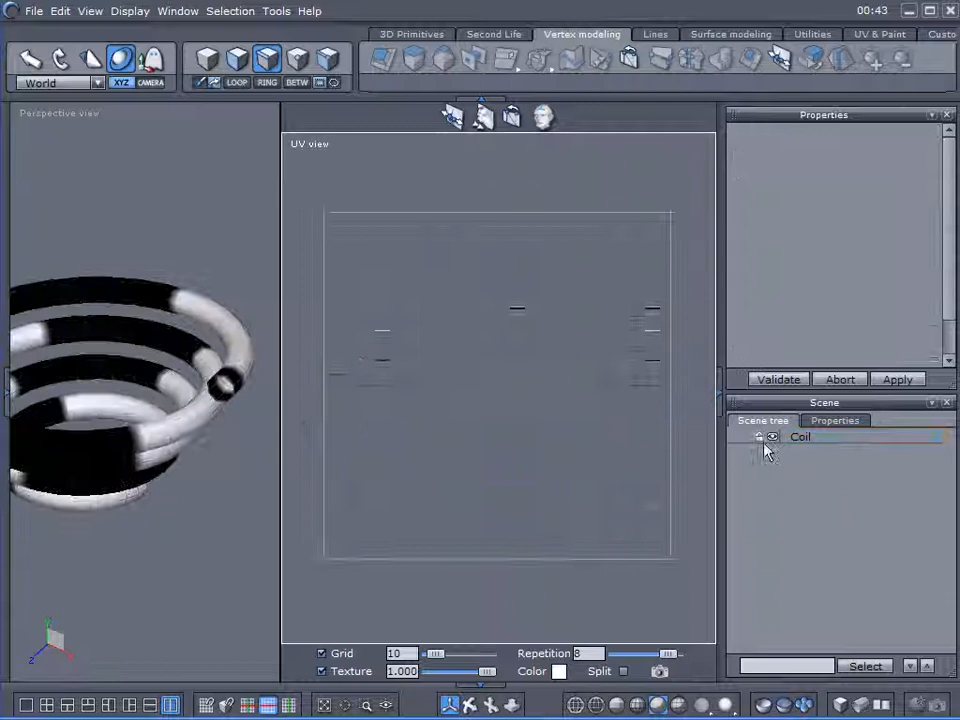 File Edit View Display Window Selection Tools Help 00:43
3D Primitives Second Life Vertex modeling Lines Surface modeling Utilities UV & Paint Custo
World XYZ CAMERA LOOP RING BETW
Perspective view
UV view
Properties
Validate Abort Apply
Scene
Scene tree Properties
Coil
Y
Z
X
Grid 10 Repetition 8
Texture 1.000 Color Split
Select